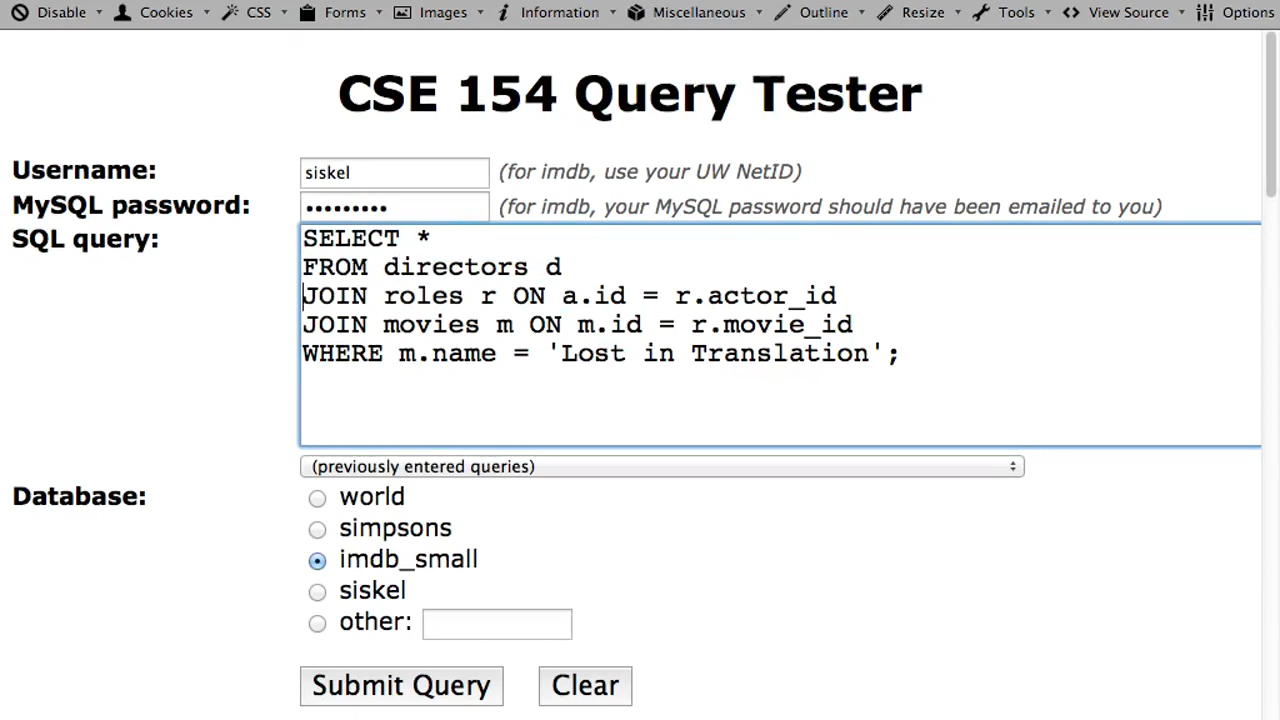 Disable Cookies CSS Forms Images Information Miscellaneous Outline Resize Tools View Source Options
CSE 154 Query Tester
Username: siskel (for imdb, use your UW NetID)
MySQL password: ••••••••• (for imdb, your MySQL password should have been emailed to you)
SQL query:
SELECT *
FROM directors d
JOIN roles r ON a.id = r.actor_id
JOIN movies m ON m.id = r.movie_id
WHERE m.name = 'Lost in Translation';
(previously entered queries)
Database:
world
simpsons
imdb_small
siskel
other:
Submit Query Clear